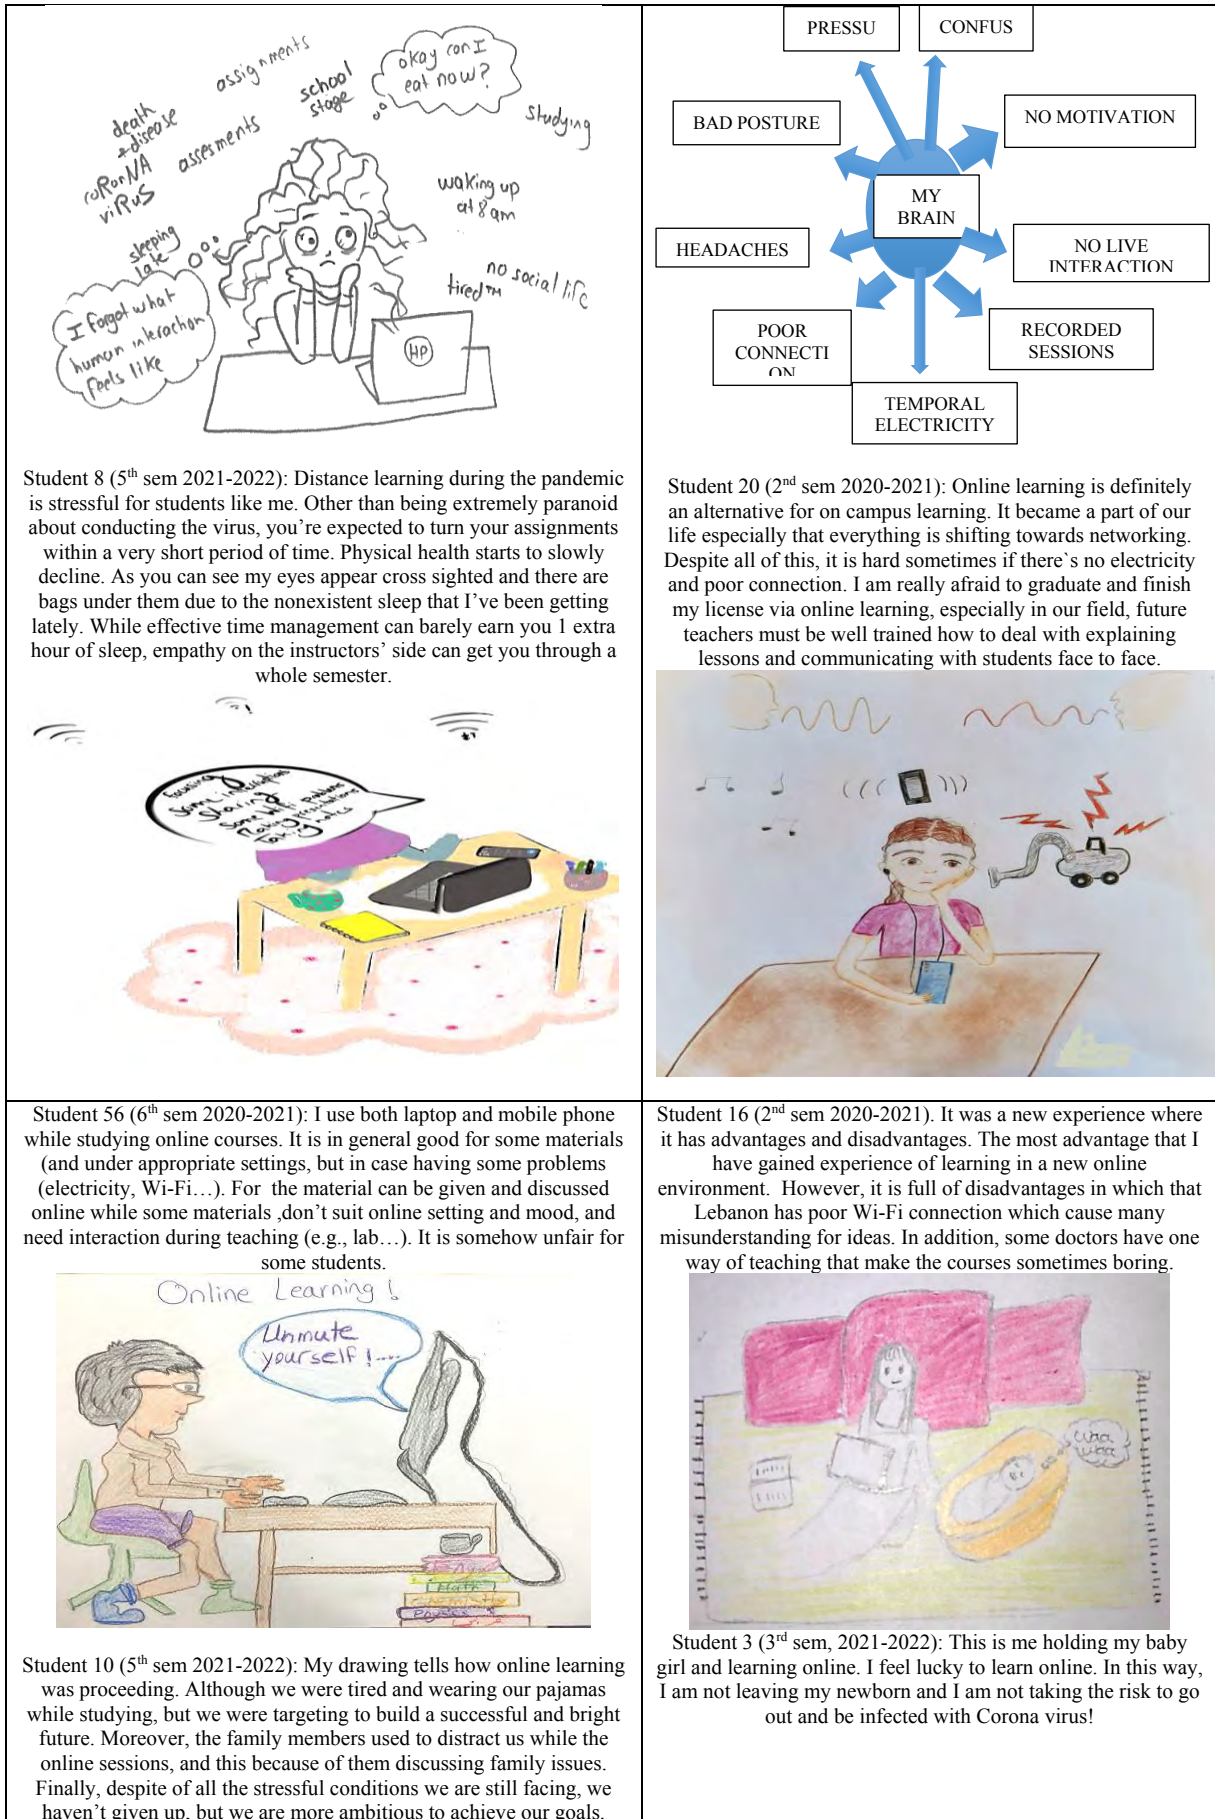 assignments
okay can I
eat now?
school
stage
studying
death
+disease
coRonNA
viRuS
assesments
waking up
at 8 am
sleeping
late
no social life
tired™
I forgot what
human interaction
feels like
HP
Student 8 (5th sem 2021-2022): Distance learning during the pandemic
is stressful for students like me. Other than being extremely paranoid
about conducting the virus, you’re expected to turn your assignments
within a very short period of time. Physical health starts to slowly
decline. As you can see my eyes appear cross sighted and there are
bags under them due to the nonexistent sleep that I’ve been getting
lately. While effective time management can barely earn you 1 extra
hour of sleep, empathy on the instructors’ side can get you through a
whole semester.
PRESSU
CONFUS
BAD POSTURE
NO MOTIVATION
MY
BRAIN
HEADACHES
NO LIVE
INTERACTION
POOR
CONNECTI
ON
RECORDED
SESSIONS
TEMPORAL
ELECTRICITY
Student 20 (2nd sem 2020-2021): Online learning is definitely
an alternative for on campus learning. It became a part of our
life especially that everything is shifting towards networking.
Despite all of this, it is hard sometimes if there`s no electricity
and poor connection. I am really afraid to graduate and finish
my license via online learning, especially in our field, future
teachers must be well trained how to deal with explaining
lessons and communicating with students face to face.
Focusing
some interruptions
Sharing
Some WiFi Problems
Making presentations
Taking notes
Student 56 (6th sem 2020-2021): I use both laptop and mobile phone
while studying online courses. It is in general good for some materials
(and under appropriate settings, but in case having some problems
(electricity, Wi-Fi…). For the material can be given and discussed
online while some materials ,don’t suit online setting and mood, and
need interaction during teaching (e.g., lab…). It is somehow unfair for
some students.
Online Learning!
Unmute
yourself!....
Math
Chemistry
Physics
Student 10 (5th sem 2021-2022): My drawing tells how online learning
was proceeding. Although we were tired and wearing our pajamas
while studying, but we were targeting to build a successful and bright
future. Moreover, the family members used to distract us while the
online sessions, and this because of them discussing family issues.
Finally, despite of all the stressful conditions we are still facing, we
haven’t given up, but we are more ambitious to achieve our goals.
Student 16 (2nd sem 2020-2021). It was a new experience where
it has advantages and disadvantages. The most advantage that I
have gained experience of learning in a new online
environment. However, it is full of disadvantages in which that
Lebanon has poor Wi-Fi connection which cause many
misunderstanding for ideas. In addition, some doctors have one
way of teaching that make the courses sometimes boring.
waa
waa
Student 3 (3rd sem, 2021-2022): This is me holding my baby
girl and learning online. I feel lucky to learn online. In this way,
I am not leaving my newborn and I am not taking the risk to go
out and be infected with Corona virus!